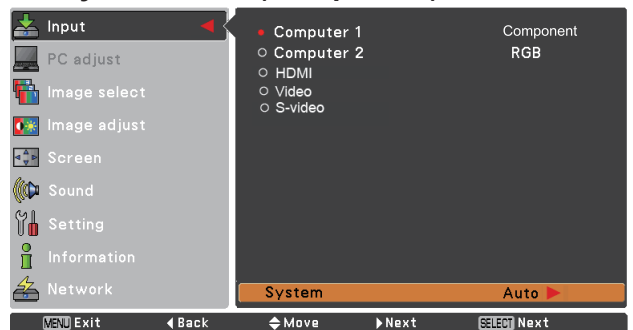 Input
PC adjust
Image select
Image adjust
Screen
Sound
Setting
Information
Network
Computer 1 Component
Computer 2 RGB
HDMI
Video
S-video
System Auto
MENU Exit Back Move Next SELECT Next